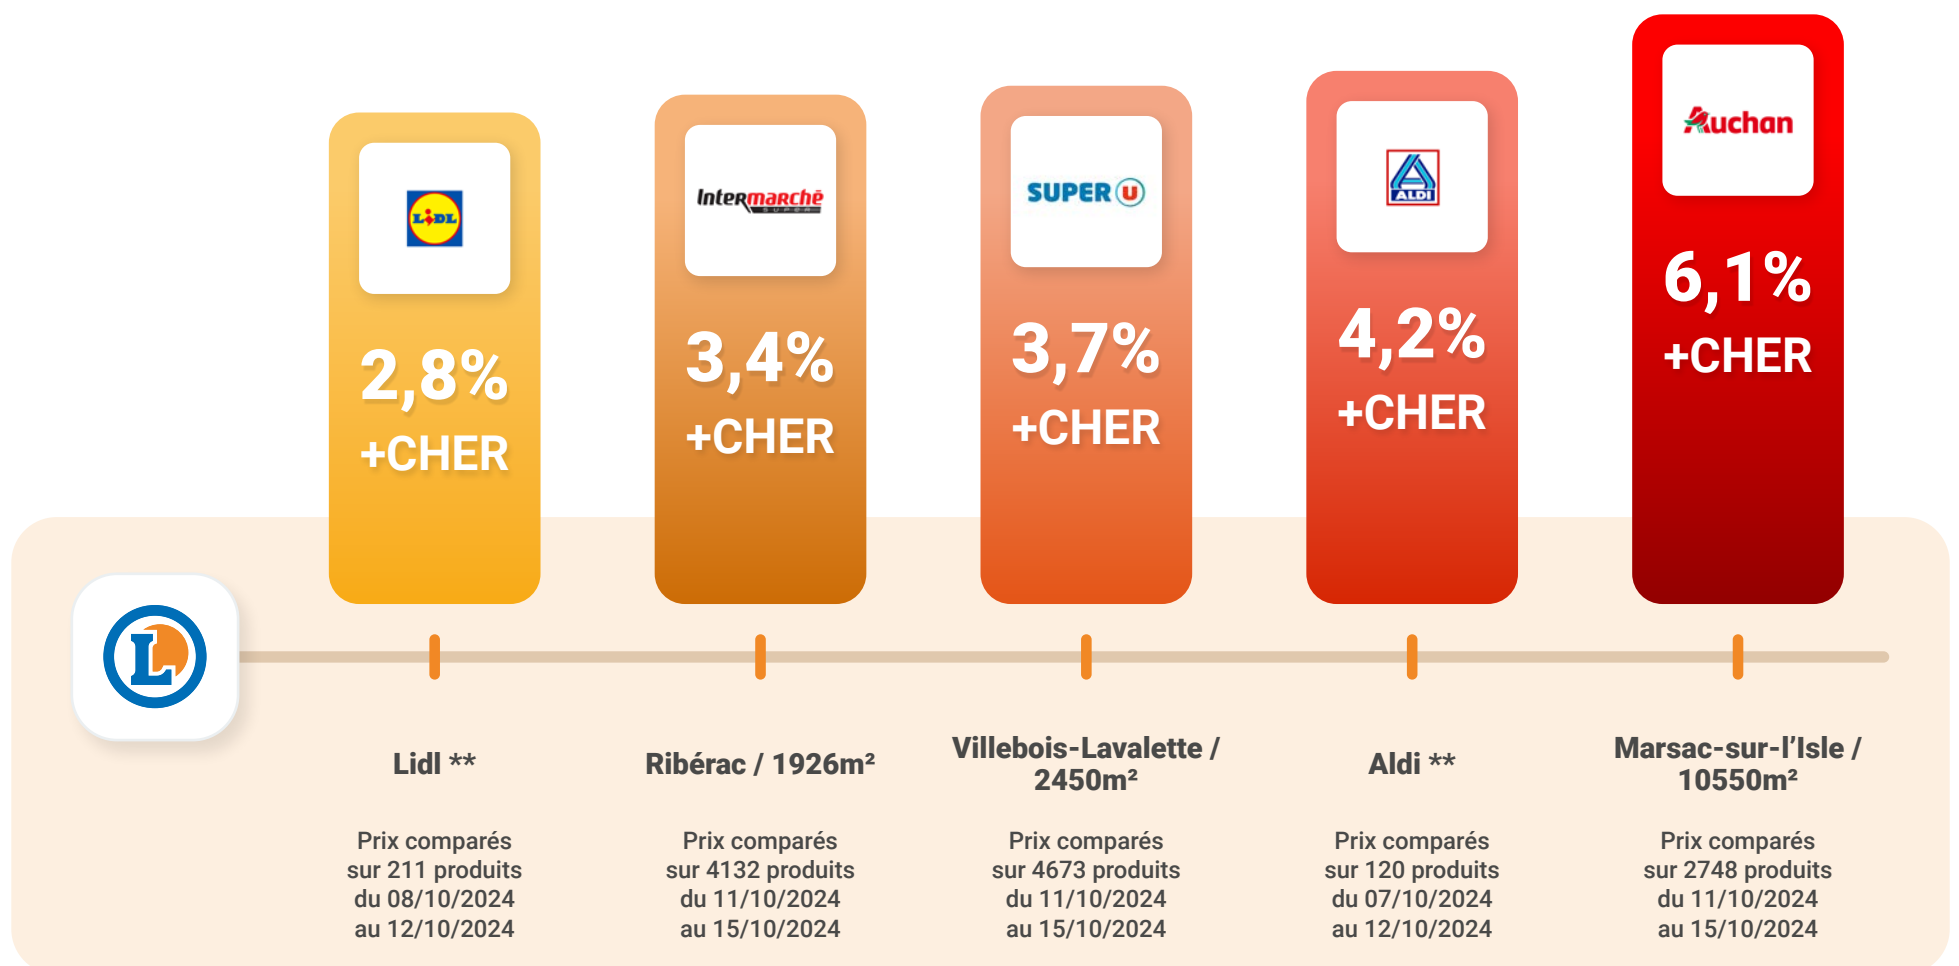 LIDL
2,8%
+CHER
Intermarchē
SUPER
3,4%
+CHER
SUPER U
3,7%
+CHER
ALDI
4,2%
+CHER
Auchan
6,1%
+CHER
L
Lidl **
Prix comparés
sur 211 produits
du 08/10/2024
au 12/10/2024
Ribérac / 1926m²
Prix comparés
sur 4132 produits
du 11/10/2024
au 15/10/2024
Villebois-Lavalette /
2450m²
Prix comparés
sur 4673 produits
du 11/10/2024
au 15/10/2024
Aldi **
Prix comparés
sur 120 produits
du 07/10/2024
au 12/10/2024
Marsac-sur-l’Isle /
10550m²
Prix comparés
sur 2748 produits
du 11/10/2024
au 15/10/2024